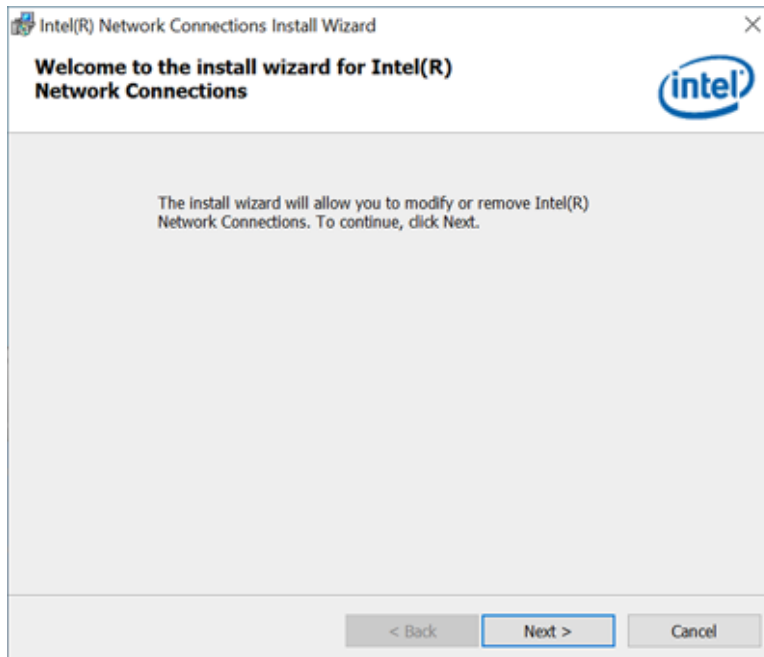 Intel(R) Network Connections Install Wizard
Welcome to the install wizard for Intel(R)
Network Connections
intel
The install wizard will allow you to modify or remove Intel(R)
Network Connections. To continue, click Next.
< Back
Next >
Cancel